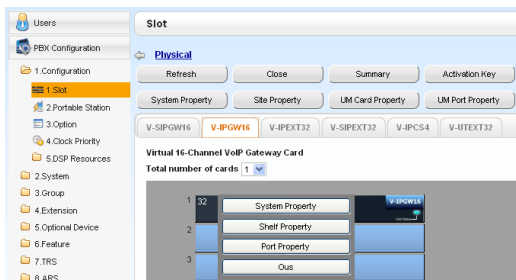 Users
PBX Configuration
1.Configuration
1.Slot
2.Portable Station
3.Option
4.Clock Priority
5.DSP Resources
2.System
3.Group
4.Extension
5.Optional Device
6.Feature
7.TRS
8.ARS
Slot
Physical
Refresh
Close
Summary
Activation Key
System Property
Site Property
UM Card Property
UM Port Property
V-SIPGW16
V-IPGW16
V-IPEXT32
V-SIPEXT32
V-IPCS4
V-UTEXT32
Virtual 16-Channel VoIP Gateway Card
Total number of cards 1
1 32
System Property
V-IPGW16
2
Shelf Property
Port Property
3
Ous